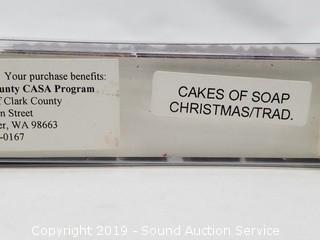 Your purchase benefits:
unty CASA Program
f Clark County
n Street
er, WA 98663
-0167
CAKES OF SOAP
CHRISTMAS/TRAD.
Copyright 2019 - Sound Auction Service